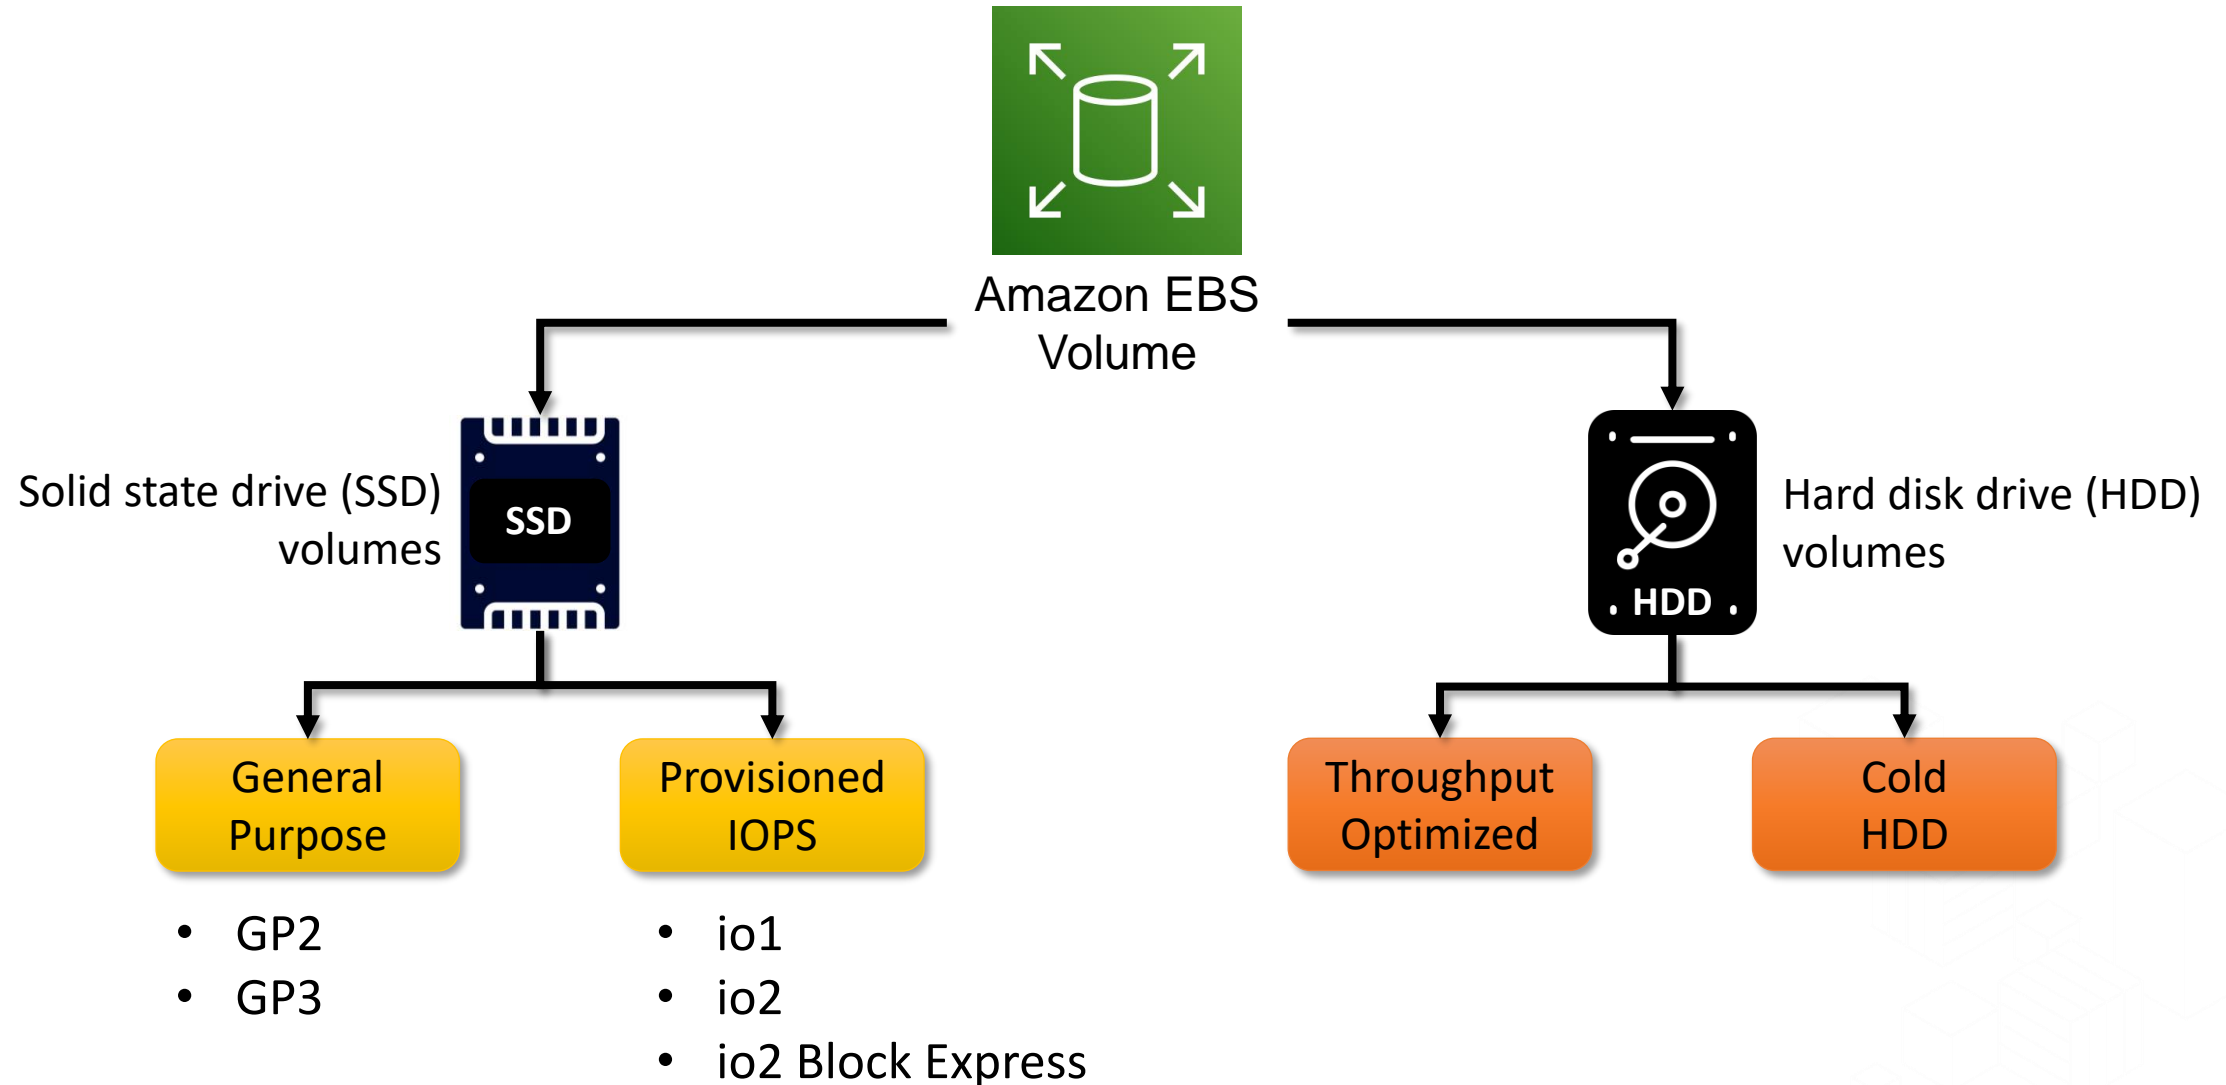 Amazon EBS
Volume
Solid state drive (SSD)
volumes
SSD
HDD
Hard disk drive (HDD)
volumes
General
Purpose
Provisioned
IOPS
Throughput
Optimized
Cold
HDD
• GP2
• GP3
• io1
• io2
• io2 Block Express